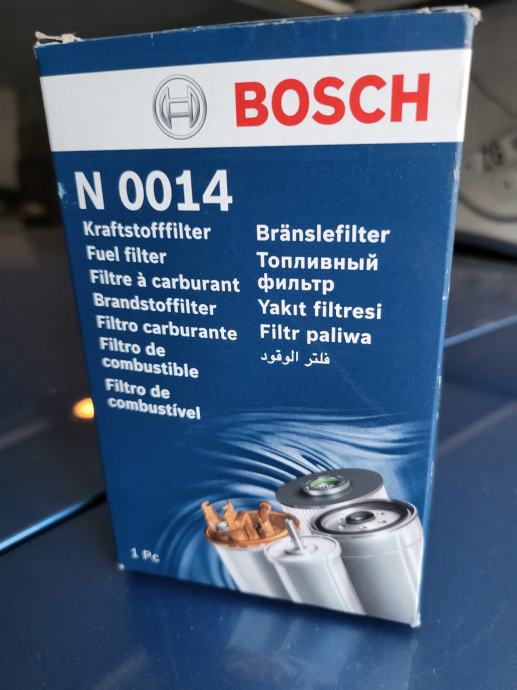 BOSCH
N 0014
Kraftstofffilter
Fuel filter
Filtre à carburant
Brandstoffilter
Filtro carburante
Filtro de
combustible
Filtro de
combustível
Bränslefilter
Топливный
фильтр
Yakıt filtresi
Filtr paliwa
فلتر الوقود
1 Pc